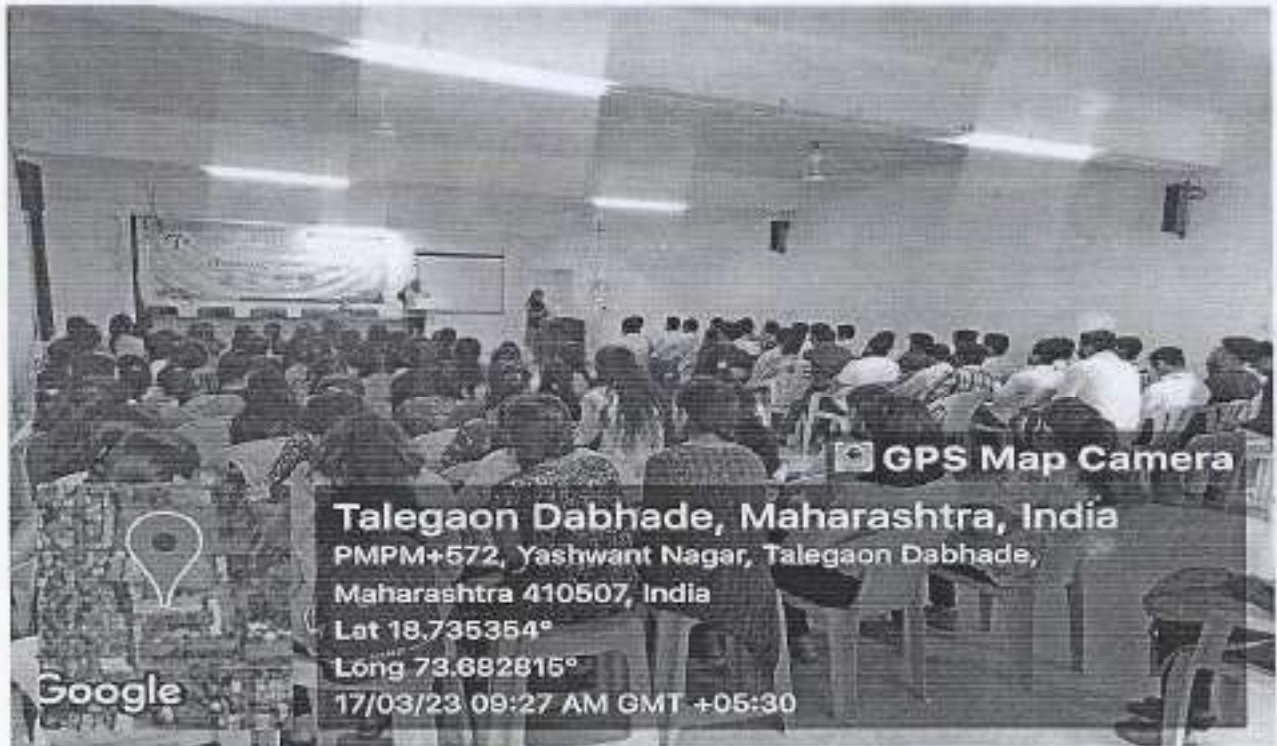 GPS Map Camera
Talegaon Dabhade, Maharashtra, India
PMPM+572, Yashwant Nagar, Talegaon Dabhade,
Maharashtra 410507, India
Lat 18.735354°
Long 73.682815°
17/03/23 09:27 AM GMT +05:30
Google